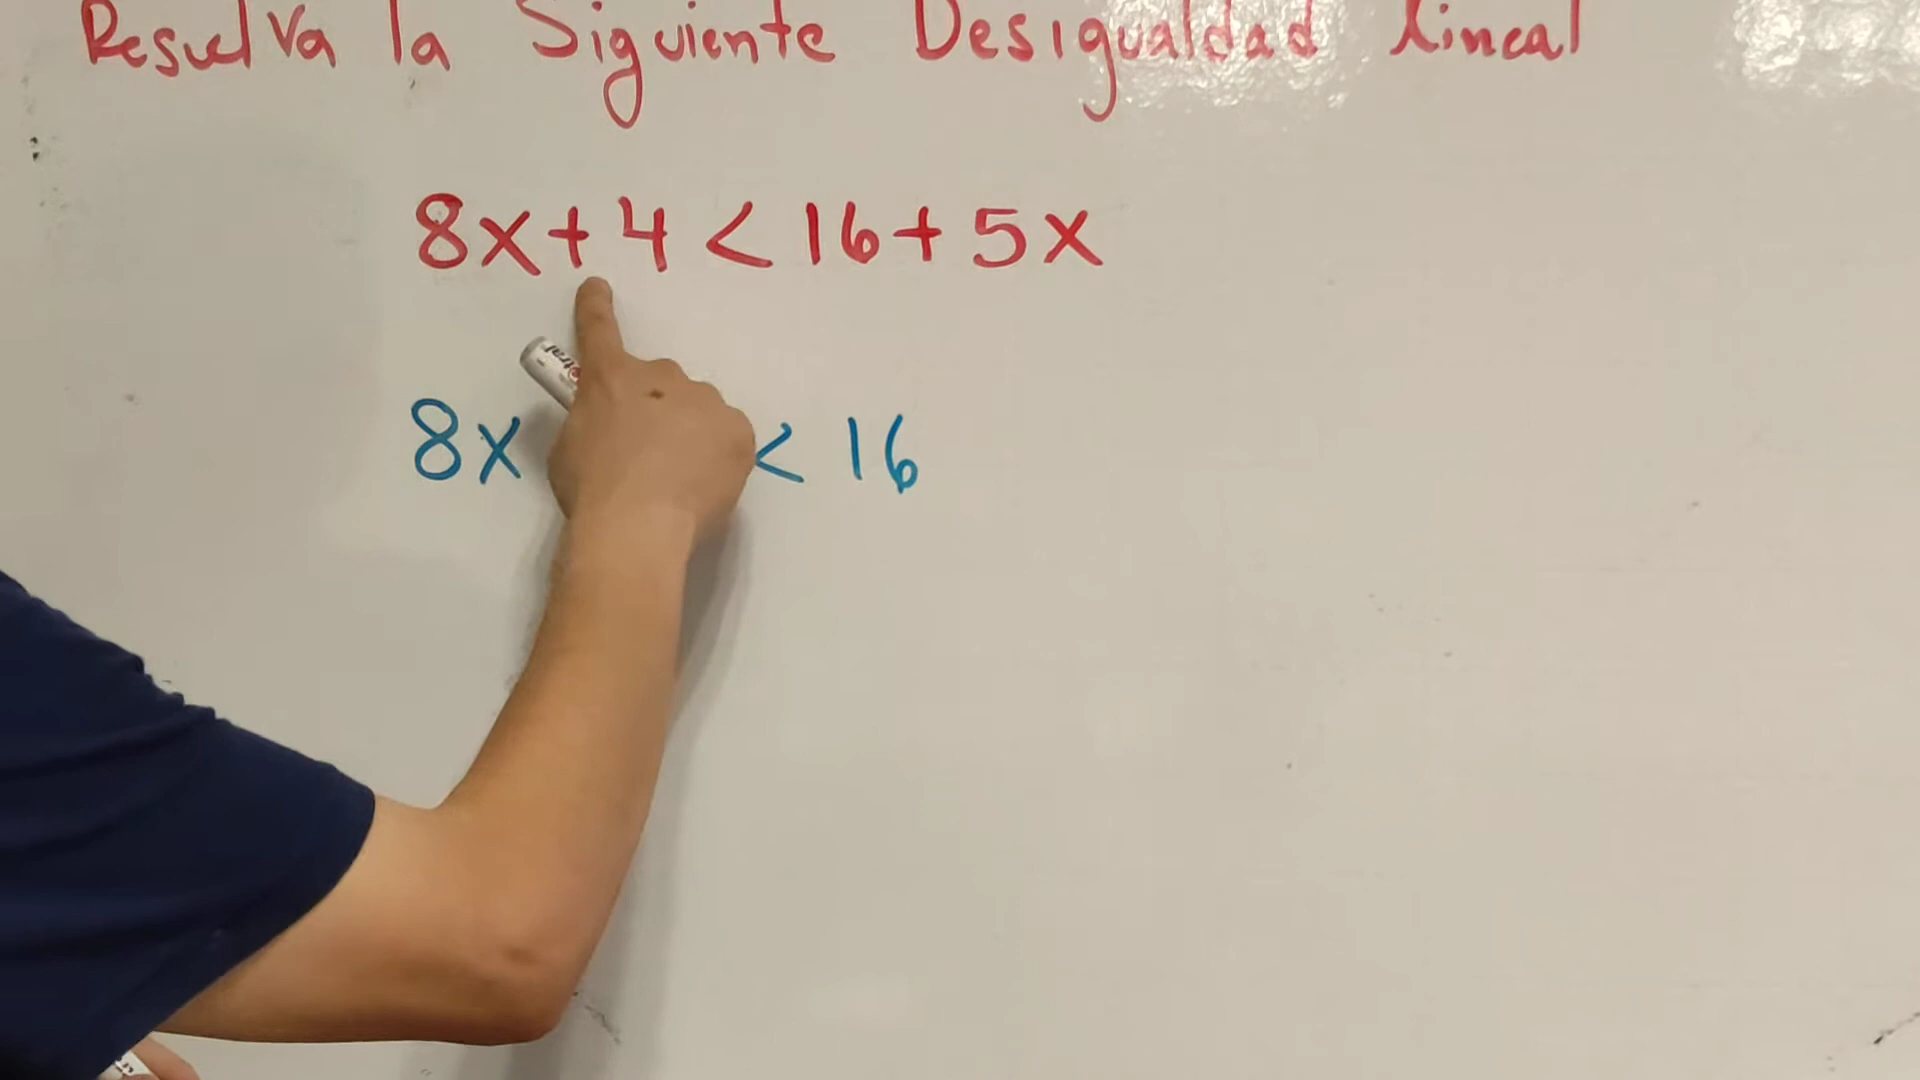 Resuelva la Siguiente Desigualdad lineal
8x+4<16+5x
8x < 16